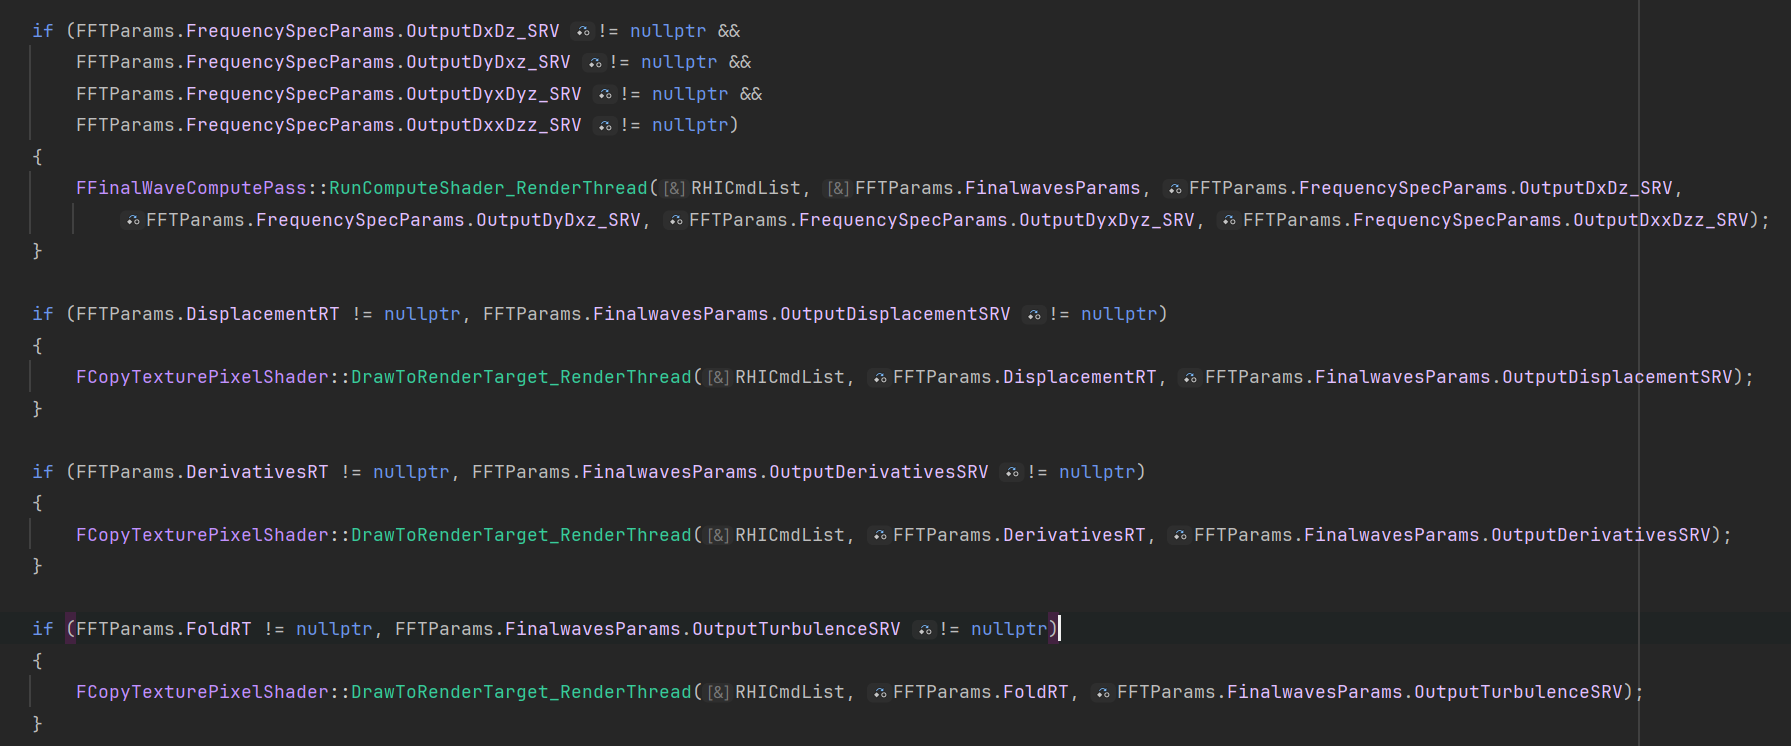 if (FFTParams.FrequencySpecParams.OutputDxDz_SRV != nullptr &&
FFTParams.FrequencySpecParams.OutputDyDxz_SRV != nullptr &&
FFTParams.FrequencySpecParams.OutputDyxDyz_SRV != nullptr &&
FFTParams.FrequencySpecParams.OutputDxxDzz_SRV != nullptr)
{
FFinalWaveComputePass::RunComputeShader_RenderThread([&]RHICmdList, [&]FFTParams.FinalwavesParams, FFTParams.FrequencySpecParams.OutputDxDz_SRV,
FFTParams.FrequencySpecParams.OutputDyDxz_SRV, FFTParams.FrequencySpecParams.OutputDyxDyz_SRV, FFTParams.FrequencySpecParams.OutputDxxDzz_SRV);
}
if (FFTParams.DisplacementRT != nullptr, FFTParams.FinalwavesParams.OutputDisplacementSRV != nullptr)
{
FCopyTexturePixelShader::DrawToRenderTarget_RenderThread([&]RHICmdList, FFTParams.DisplacementRT, FFTParams.FinalwavesParams.OutputDisplacementSRV);
}
if (FFTParams.DerivativesRT != nullptr, FFTParams.FinalwavesParams.OutputDerivativesSRV != nullptr)
{
FCopyTexturePixelShader::DrawToRenderTarget_RenderThread([&]RHICmdList, FFTParams.DerivativesRT, FFTParams.FinalwavesParams.OutputDerivativesSRV);
}
if (FFTParams.FoldRT != nullptr, FFTParams.FinalwavesParams.OutputTurbulenceSRV != nullptr)
{
FCopyTexturePixelShader::DrawToRenderTarget_RenderThread([&]RHICmdList, FFTParams.FoldRT, FFTParams.FinalwavesParams.OutputTurbulenceSRV);
}